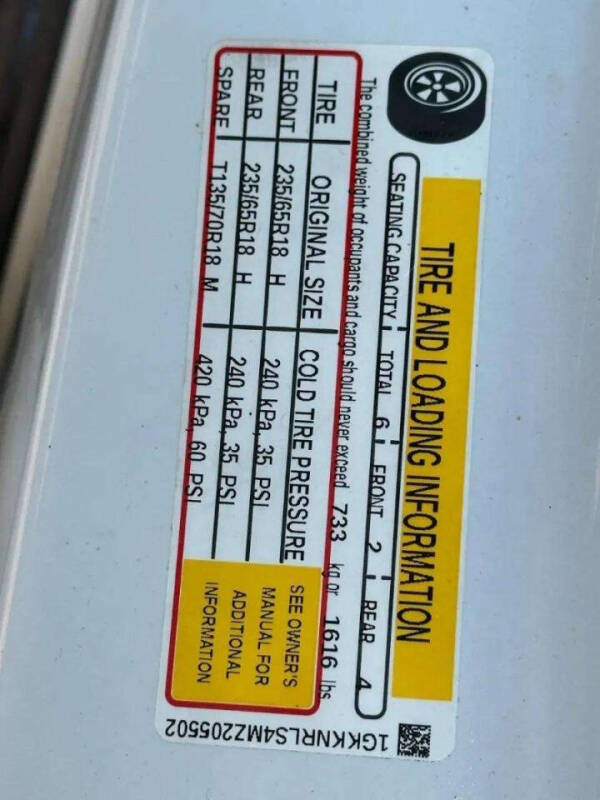 TIRE AND LOADING INFORMATION
SEATING CAPACITY TOTAL 6 FRONT 2 REAR 4
The combined weight of occupants and cargo should never exceed 733 kg or 1616 lbs
TIRE ORIGINAL SIZE COLD TIRE PRESSURE
FRONT 235/65R18 H 240 kPa, 35 PSI
REAR 235/65R18 H 240 kPa, 35 PSI
SPARE T135/70R18 M 420 kPa, 60 PSI
SEE OWNER'S
MANUAL FOR
ADDITIONAL
INFORMATION
1GKKNRLS4MZ205502